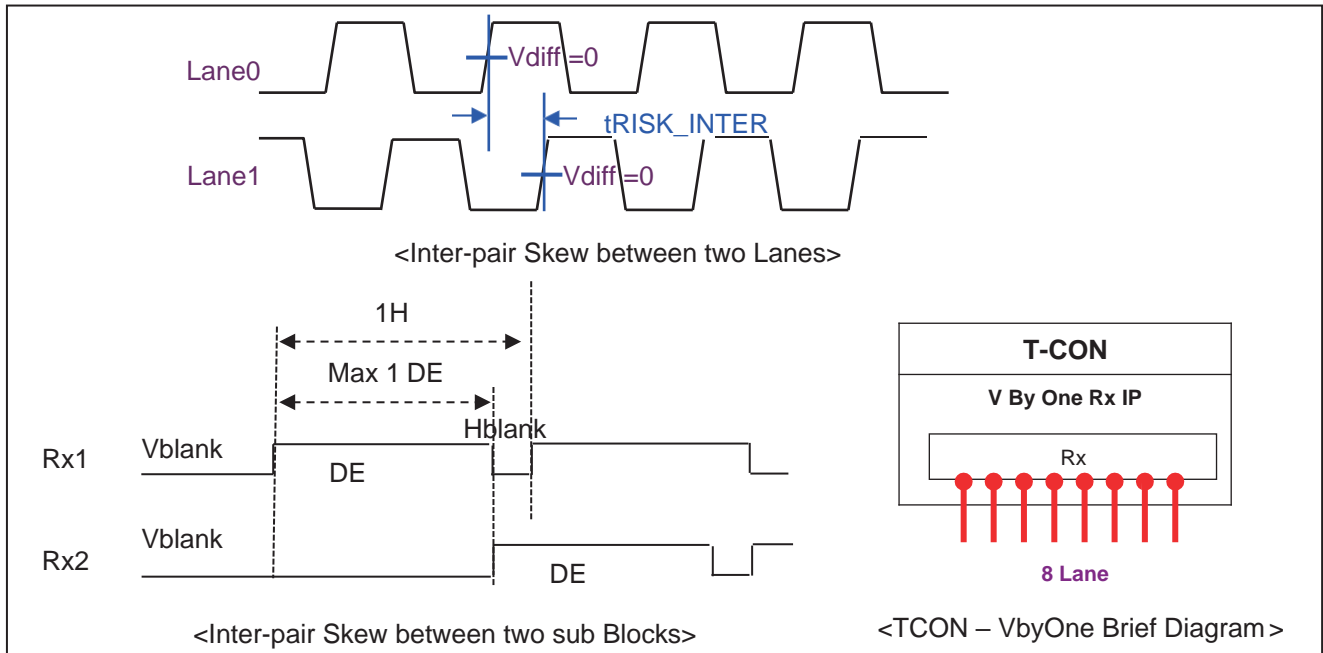 Lane0
Vdiff =0
tRISK_INTER
Lane1
Vdiff =0
<Inter-pair Skew between two Lanes>
1H
Max 1 DE
Hblank
Rx1
Vblank
DE
Rx2
Vblank
DE
<Inter-pair Skew between two sub Blocks>
T-CON
V By One Rx IP
Rx
8 Lane
<TCON – VbyOne Brief Diagram>